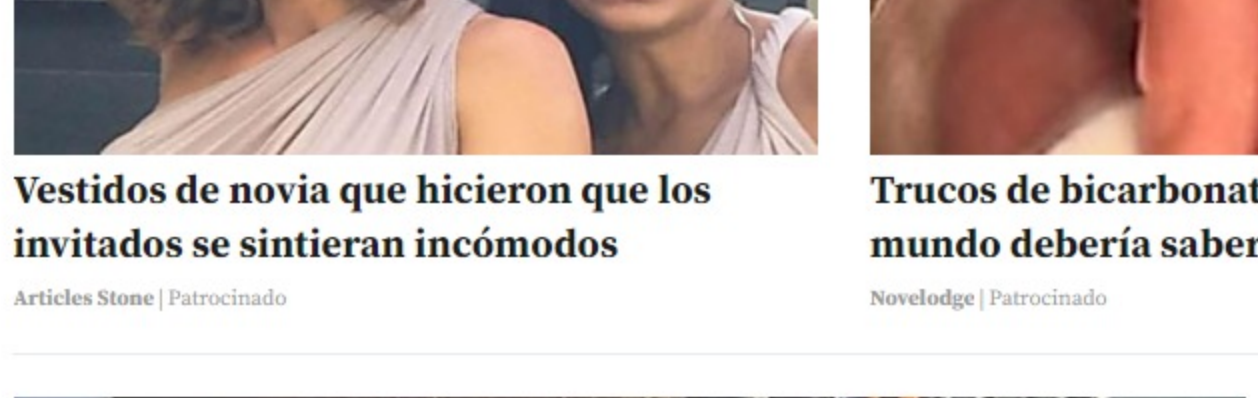 Vestidos de novia que hicieron que los
invitados se sintieran incómodos
Articles Stone | Patrocinado
Trucos de bicarbonat
mundo debería saber
Novelodge | Patrocinado